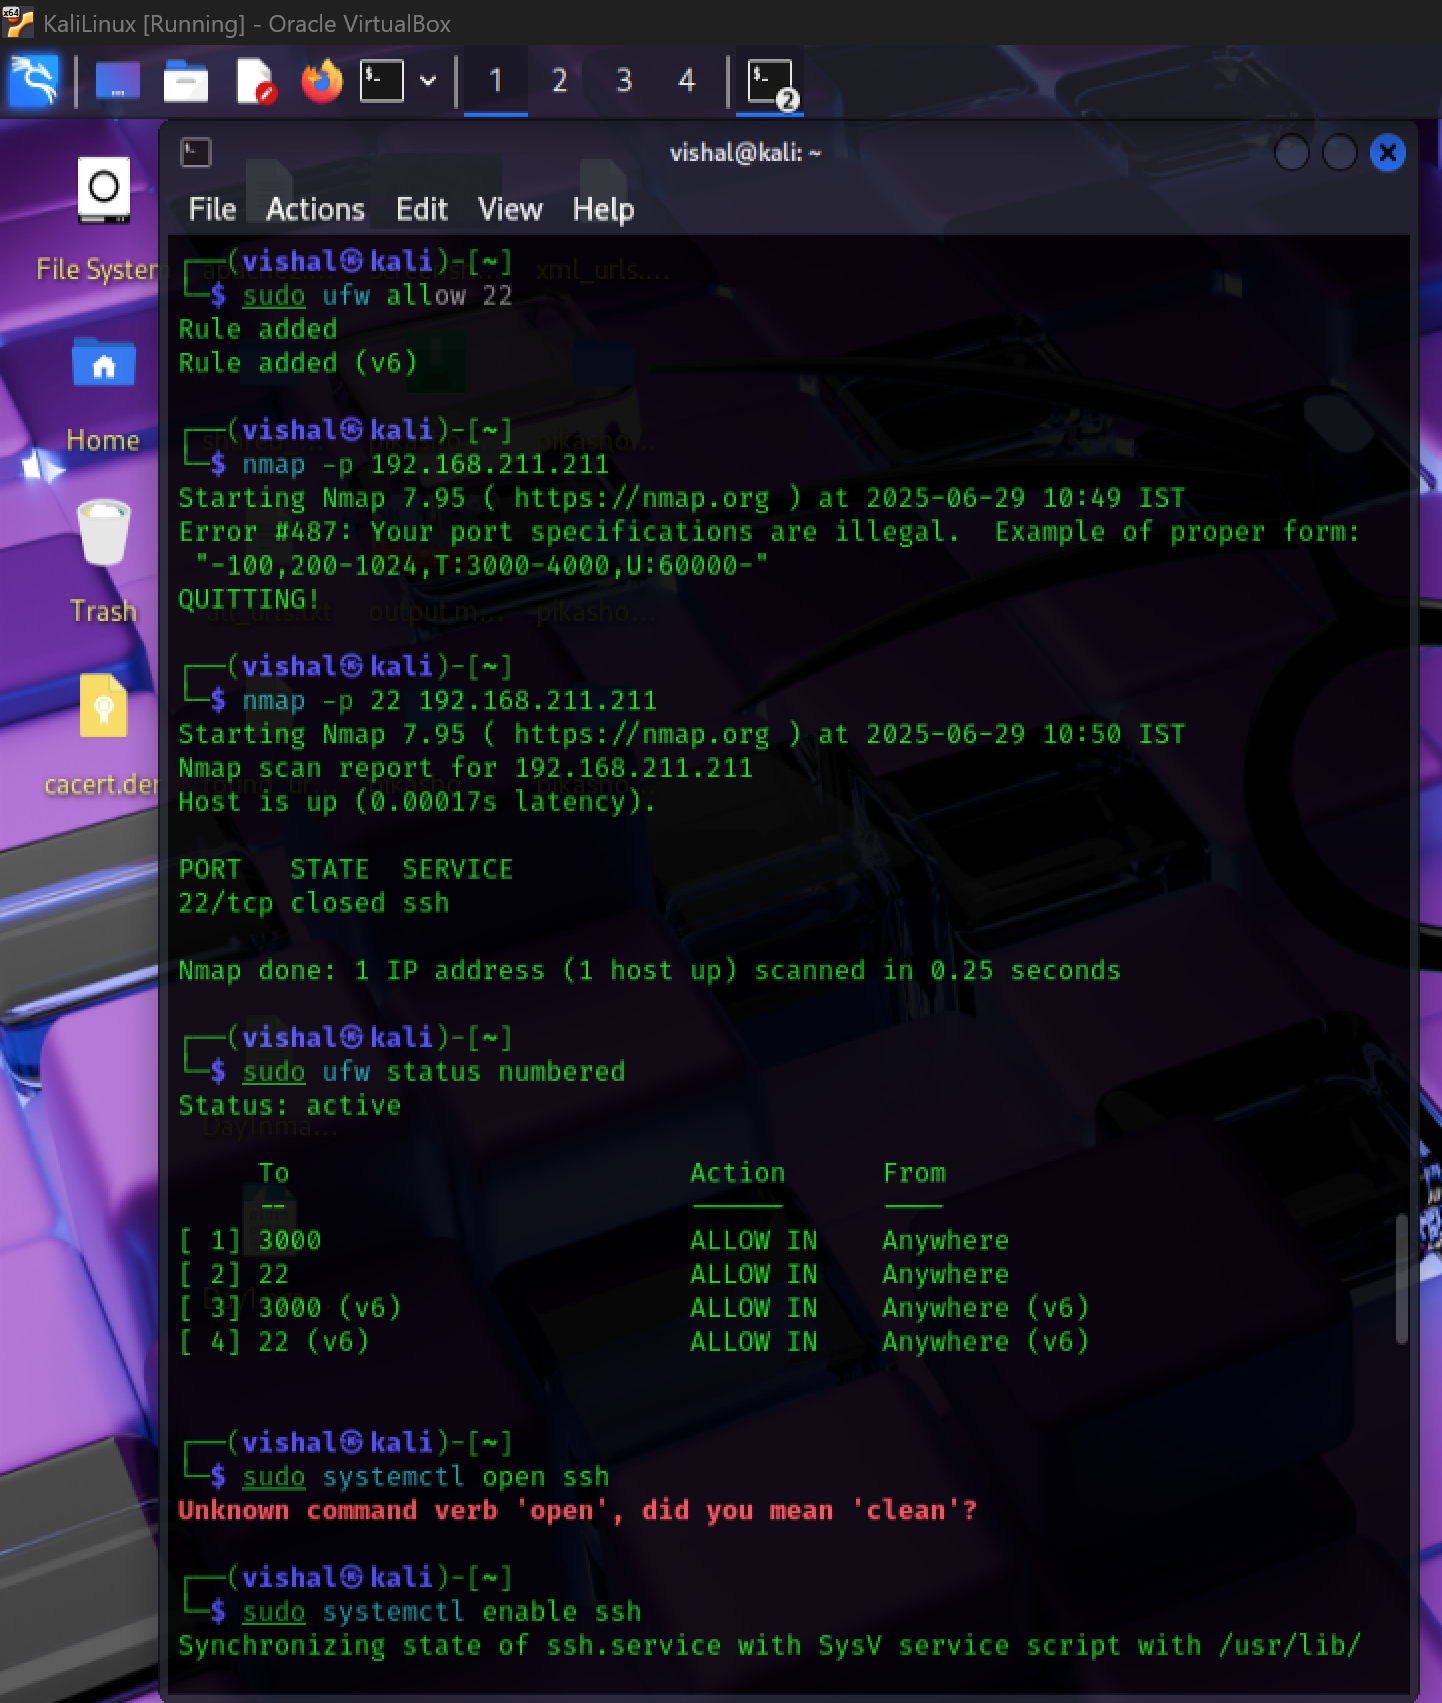 KaliLinux [Running] - Oracle VirtualBox
1 2 3 4
2
vishal@kali: ~
File Actions Edit View Help
File System
Home
Trash
cacert.der
xml_urls....
all_urls.txt
output.m...
pikasho...
pikasho...
pikasho...
┌──(vishal㉿kali)-[~]
└─$ sudo ufw allow 22
Rule added
Rule added (v6)
┌──(vishal㉿kali)-[~]
└─$ nmap -p 192.168.211.211
Starting Nmap 7.95 ( https://nmap.org ) at 2025-06-29 10:49 IST
Error #487: Your port specifications are illegal.  Example of proper form:
"-100,200-1024,T:3000-4000,U:60000-"
QUITTING!
┌──(vishal㉿kali)-[~]
└─$ nmap -p 22 192.168.211.211
Starting Nmap 7.95 ( https://nmap.org ) at 2025-06-29 10:50 IST
Nmap scan report for 192.168.211.211
Host is up (0.00017s latency).
PORT   STATE  SERVICE
22/tcp closed ssh
Nmap done: 1 IP address (1 host up) scanned in 0.25 seconds
┌──(vishal㉿kali)-[~]
└─$ sudo ufw status numbered
Status: active
To                         Action      From
--                         ------      ----
[ 1] 3000                       ALLOW IN    Anywhere
[ 2] 22                         ALLOW IN    Anywhere
[ 3] 3000 (v6)                  ALLOW IN    Anywhere (v6)
[ 4] 22 (v6)                    ALLOW IN    Anywhere (v6)
┌──(vishal㉿kali)-[~]
└─$ sudo systemctl open ssh
Unknown command verb 'open', did you mean 'clean'?
┌──(vishal㉿kali)-[~]
└─$ sudo systemctl enable ssh
Synchronizing state of ssh.service with SysV service script with /usr/lib/